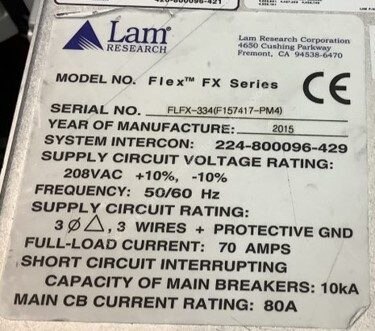 420-800096-421
Lam
RESEARCH
Lam Research Corporation
4650 Cushing Parkway
Fremont, CA 94538-6470
MODEL NO. Flex™ FX Series
CE
SERIAL NO. FLFX-334(F157417-PM4)
YEAR OF MANUFACTURE: 2015
SYSTEM INTERCON: 224-800096-429
SUPPLY CIRCUIT VOLTAGE RATING:
208VAC +10%, -10%
FREQUENCY: 50/60 Hz
SUPPLY CIRCUIT RATING:
3Ø△, 3 WIRES + PROTECTIVE GND
FULL-LOAD CURRENT: 70 AMPS
SHORT CIRCUIT INTERRUPTING
CAPACITY OF MAIN BREAKERS: 10kA
MAIN CB CURRENT RATING: 80A